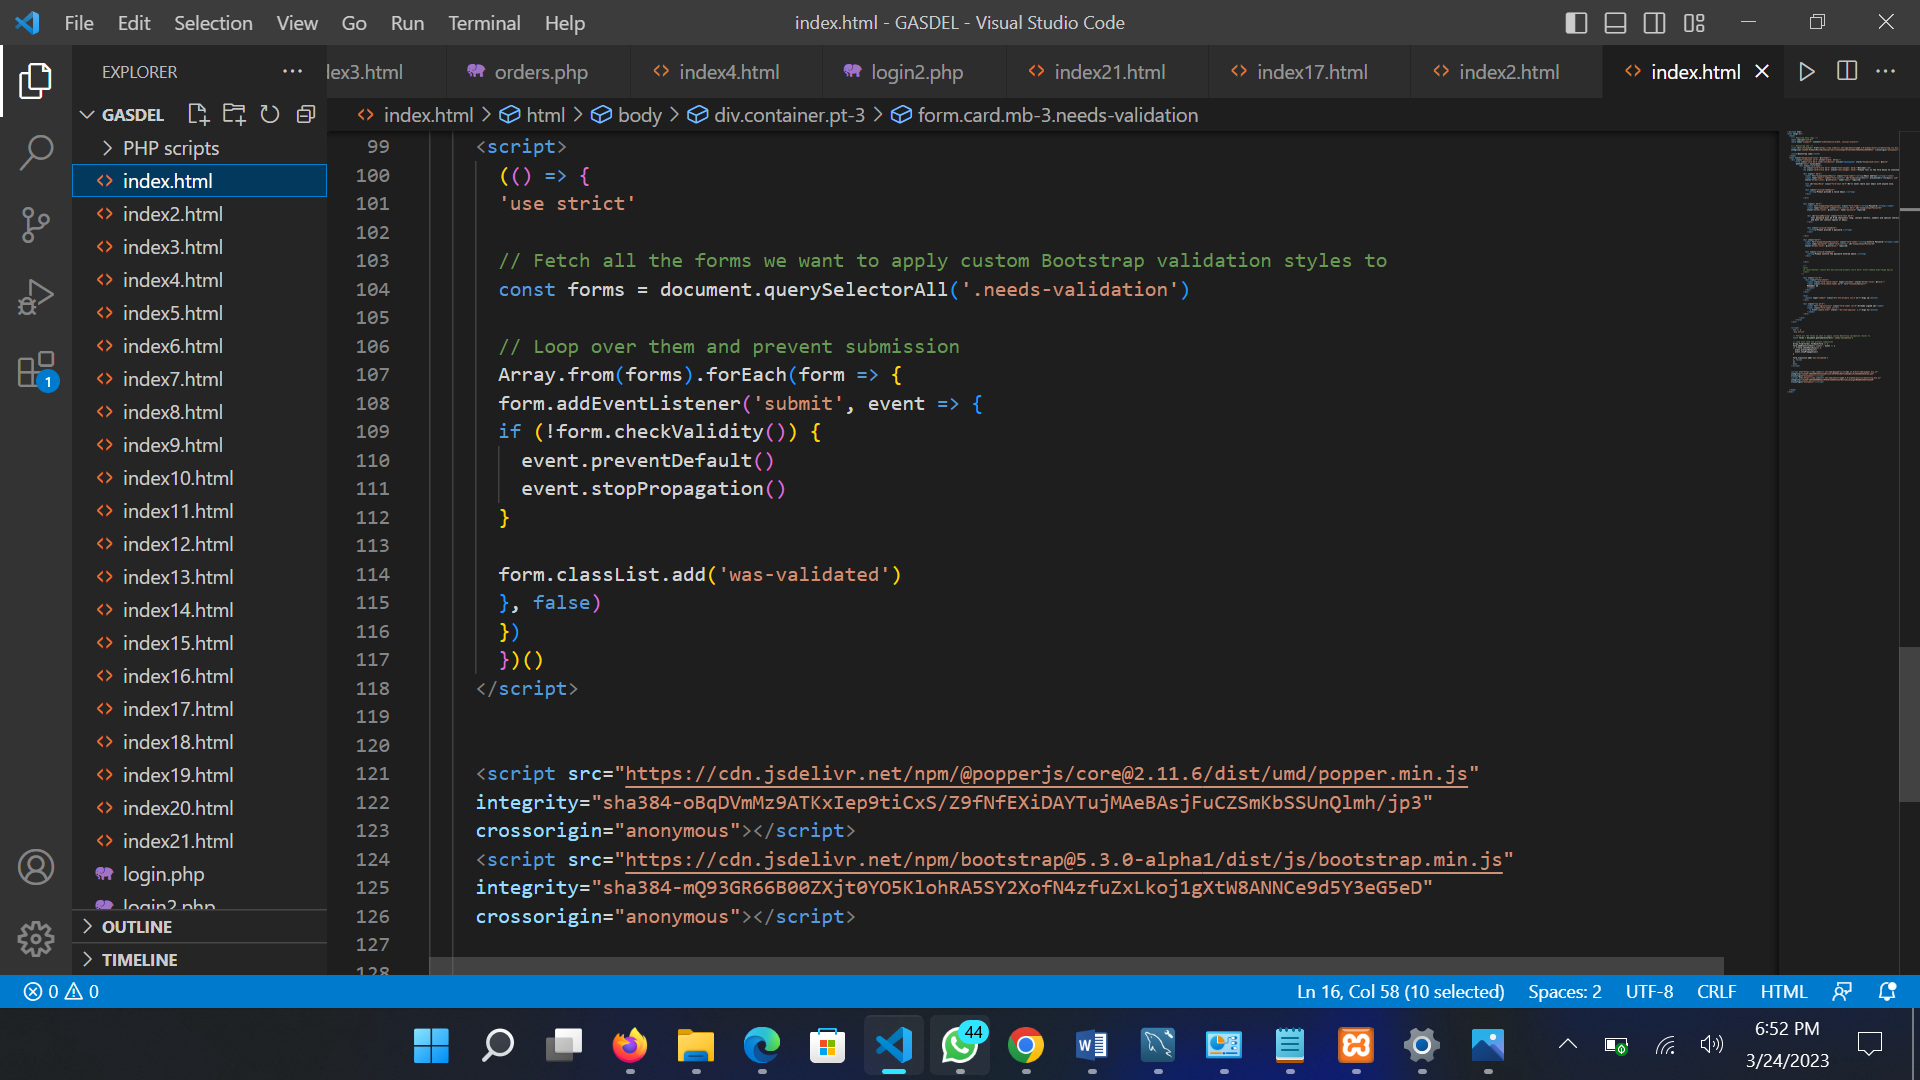 File Edit Selection View Go Run Terminal Help
index.html - GASDEL - Visual Studio Code
EXPLORER
lex3.html
orders.php
index4.html
login2.php
index21.html
index17.html
index2.html
index.html
GASDEL
index.html > html > body > div.container.pt-3 > form.card.mb-3.needs-validation
PHP scripts
index.html
index2.html
index3.html
index4.html
index5.html
index6.html
index7.html
index8.html
index9.html
index10.html
index11.html
index12.html
index13.html
index14.html
index15.html
index16.html
index17.html
index18.html
index19.html
index20.html
index21.html
login.php
login2.php
OUTLINE
TIMELINE
1
99 <script>
100 (() => {
101 'use strict'
102
103 // Fetch all the forms we want to apply custom Bootstrap validation styles to
104 const forms = document.querySelectorAll('.needs-validation')
105
106 // Loop over them and prevent submission
107 Array.from(forms).forEach(form => {
108 form.addEventListener('submit', event => {
109 if (!form.checkValidity()) {
110 event.preventDefault()
111 event.stopPropagation()
112 }
113
114 form.classList.add('was-validated')
115 }, false)
116 })
117 })()
118 </script>
119
120
121 <script src="https://cdn.jsdelivr.net/npm/@popperjs/core@2.11.6/dist/umd/popper.min.js"
122 integrity="sha384-oBqDVmMz9ATKxIep9tiCxS/Z9fNfEXiDAYTujMAeBAsjFuCZSmKbSSUnQlmh/jp3"
123 crossorigin="anonymous"></script>
124 <script src="https://cdn.jsdelivr.net/npm/bootstrap@5.3.0-alpha1/dist/js/bootstrap.min.js"
125 integrity="sha384-mQ93GR66B00ZXjt0YO5KlohRA5SY2XofN4zfuZxLkoj1gXtW8ANNCe9d5Y3eG5eD"
126 crossorigin="anonymous"></script>
127
128
0 0
Ln 16, Col 58 (10 selected) Spaces: 2 UTF-8 CRLF HTML
44
6:52 PM
3/24/2023